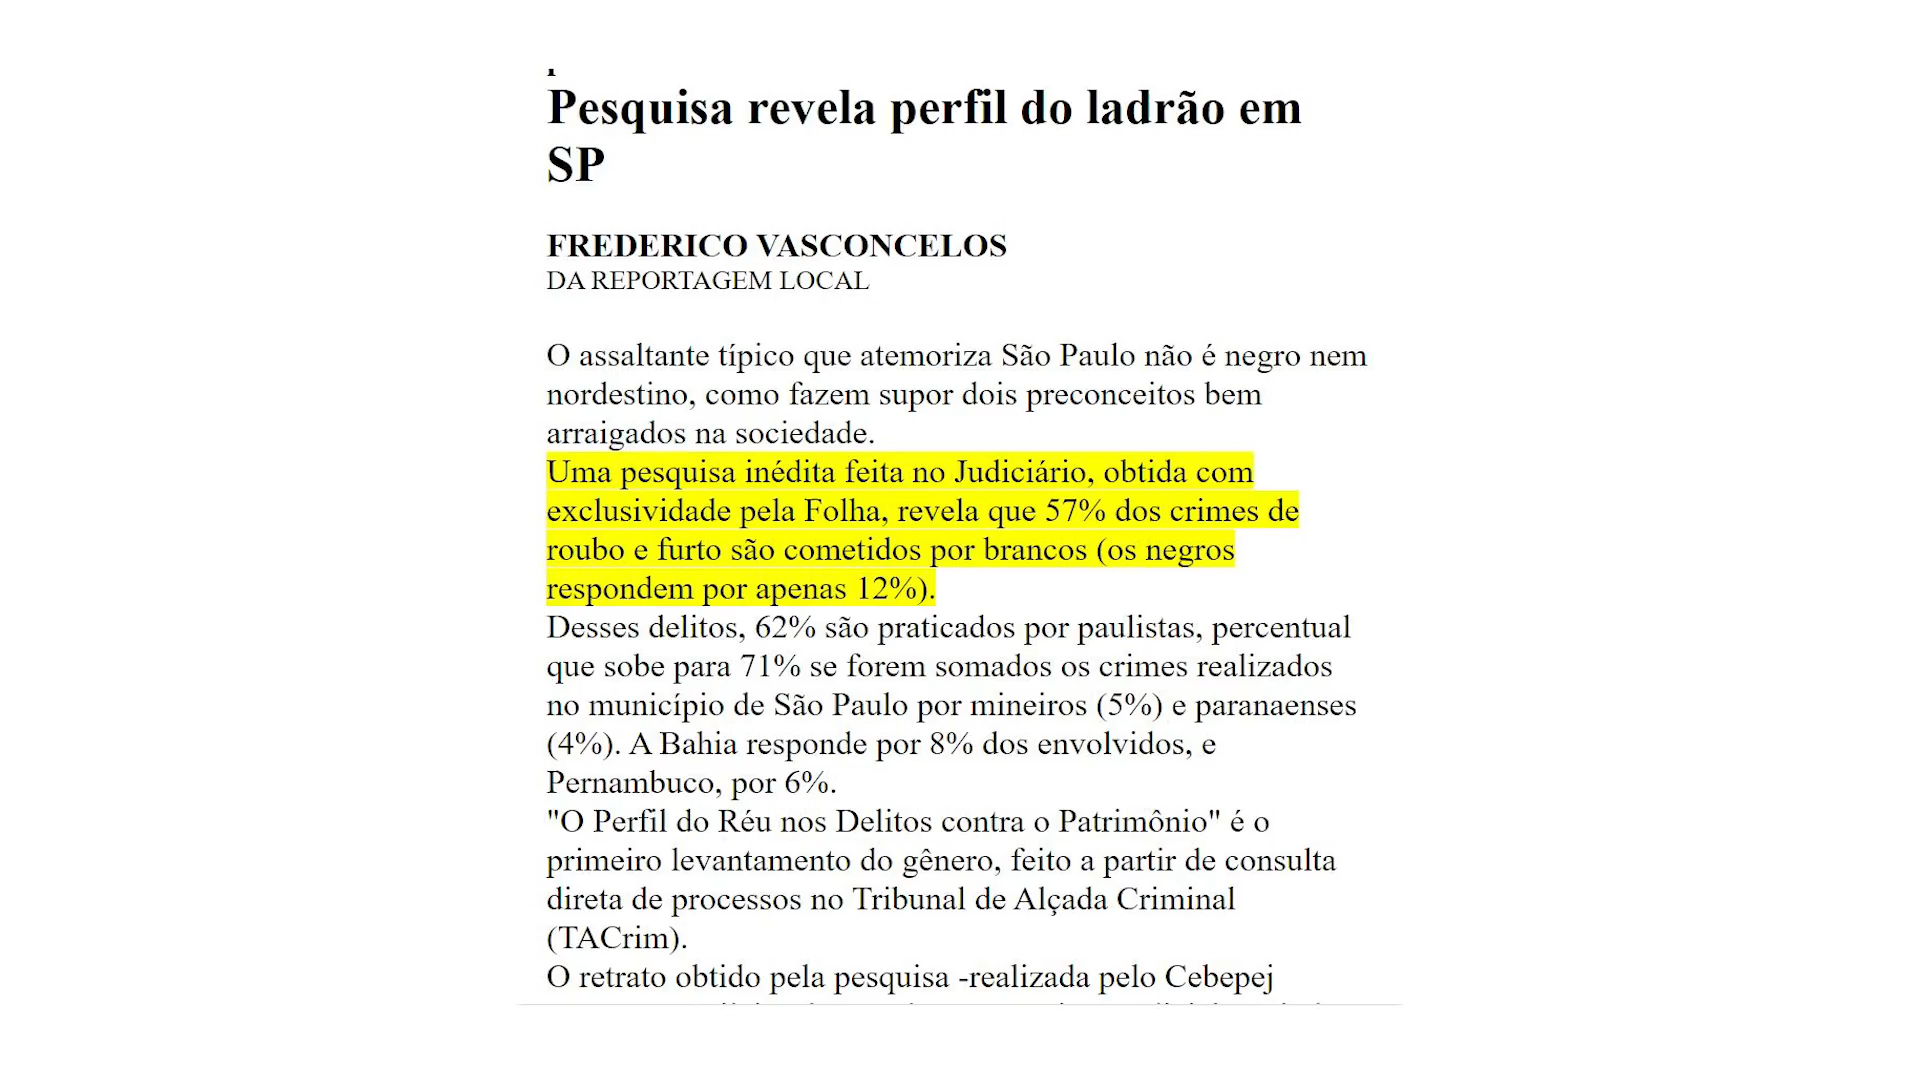 Pesquisa revela perfil do ladrão em
SP
FREDERICO VASCONCELOS
DA REPORTAGEM LOCAL
O assaltante típico que atemoriza São Paulo não é negro nem
nordestino, como fazem supor dois preconceitos bem
arraigados na sociedade.
Uma pesquisa inédita feita no Judiciário, obtida com
exclusividade pela Folha, revela que 57% dos crimes de
roubo e furto são cometidos por brancos (os negros
respondem por apenas 12%).
Desses delitos, 62% são praticados por paulistas, percentual
que sobe para 71% se forem somados os crimes realizados
no município de São Paulo por mineiros (5%) e paranaenses
(4%). A Bahia responde por 8% dos envolvidos, e
Pernambuco, por 6%.
"O Perfil do Réu nos Delitos contra o Patrimônio" é o
primeiro levantamento do gênero, feito a partir de consulta
direta de processos no Tribunal de Alçada Criminal
(TACrim).
O retrato obtido pela pesquisa -realizada pelo Cebepej